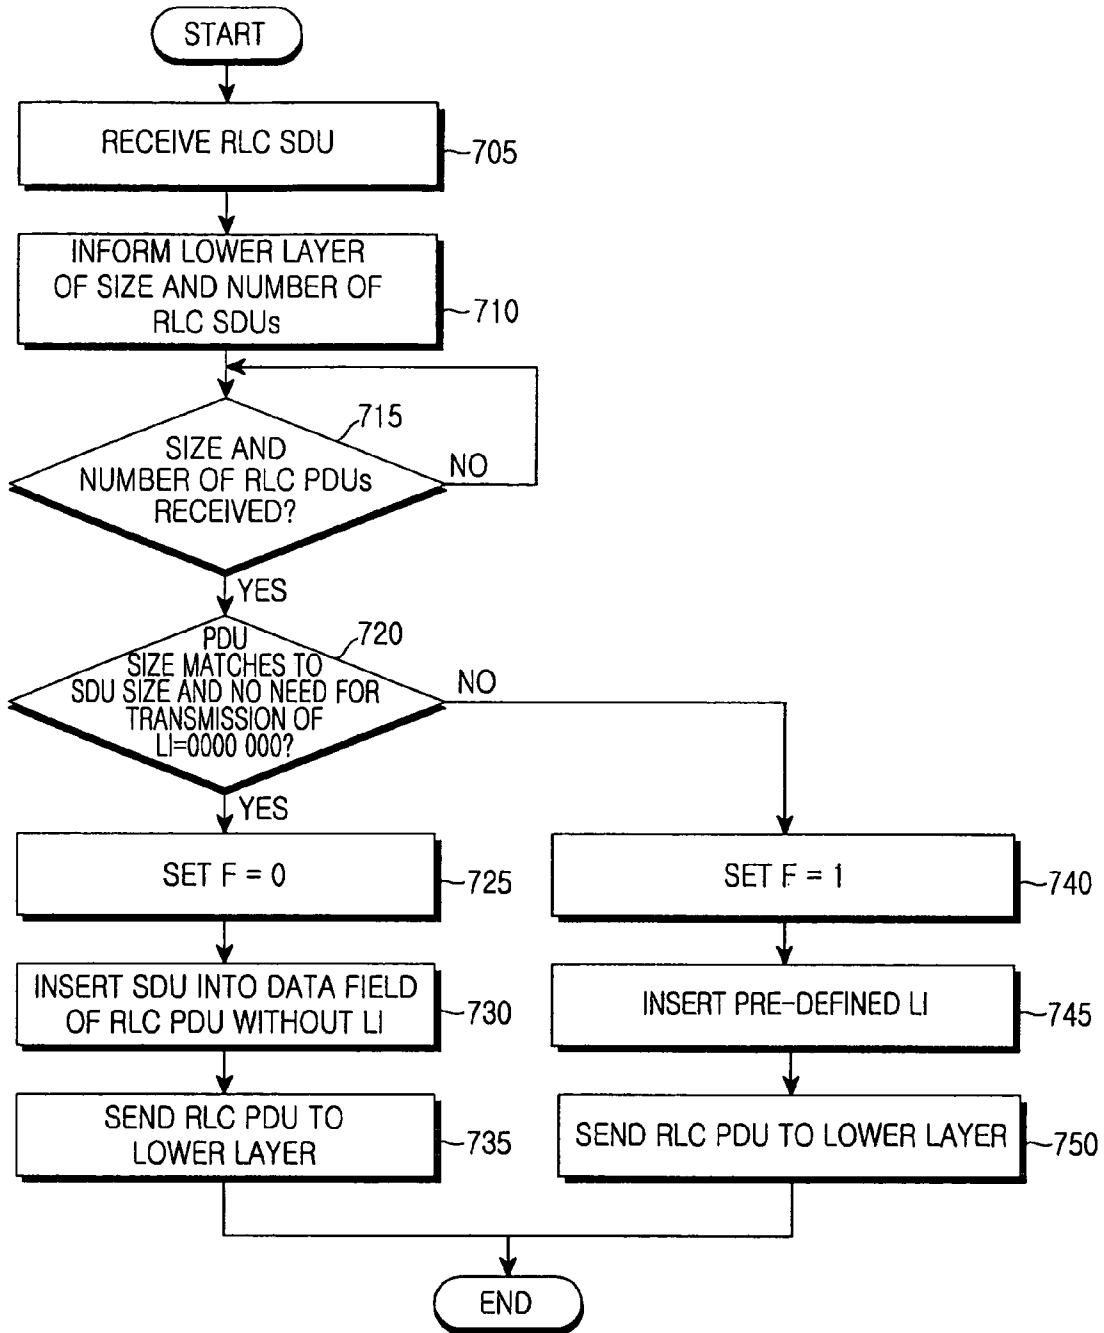 START
RECEIVE RLC SDU
705
INFORM LOWER LAYER
OF SIZE AND NUMBER OF
RLC SDUs
710
715
SIZE AND
NUMBER OF RLC PDUs
RECEIVED?
NO
YES
720
PDU
SIZE MATCHES TO
SDU SIZE AND NO NEED FOR
TRANSMISSION OF
LI=0000 000?
NO
YES
SET F = 0
725
SET F = 1
740
INSERT SDU INTO DATA FIELD
OF RLC PDU WITHOUT LI
730
INSERT PRE-DEFINED LI
745
SEND RLC PDU TO
LOWER LAYER
735
SEND RLC PDU TO LOWER LAYER
750
END